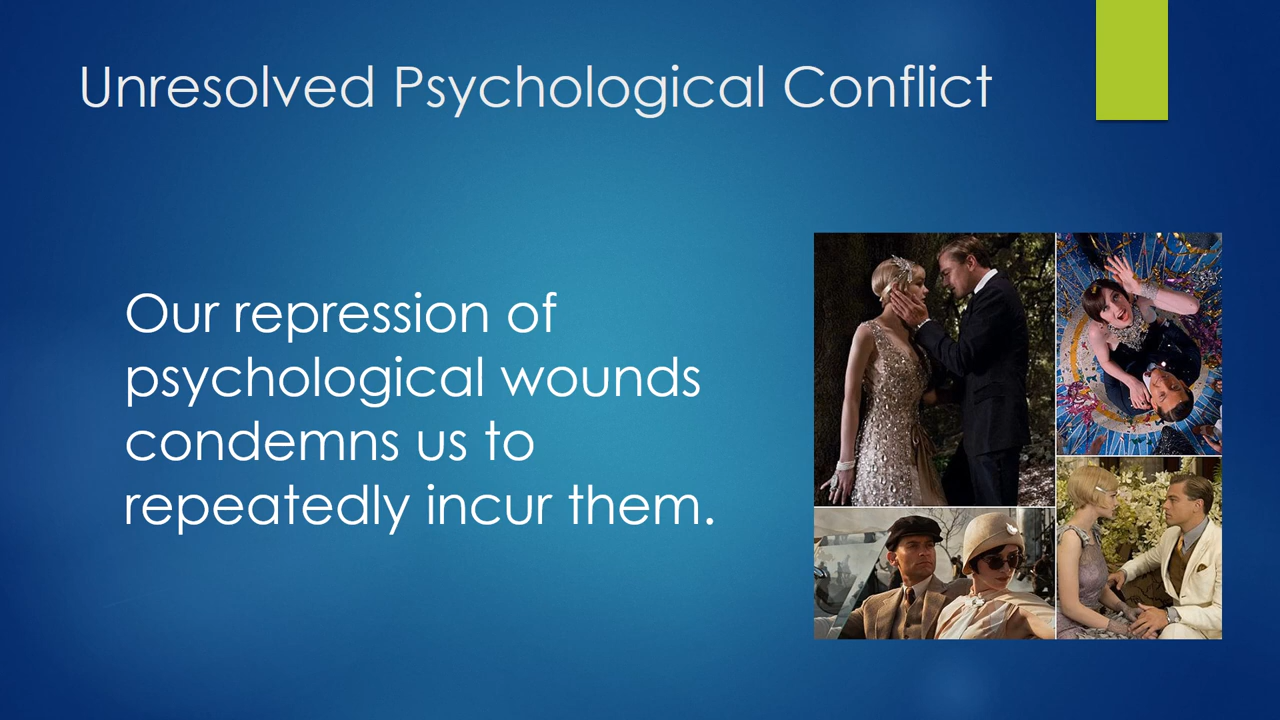 Unresolved Psychological Conflict
Our repression of
psychological wounds
condemns us to
repeatedly incur them.